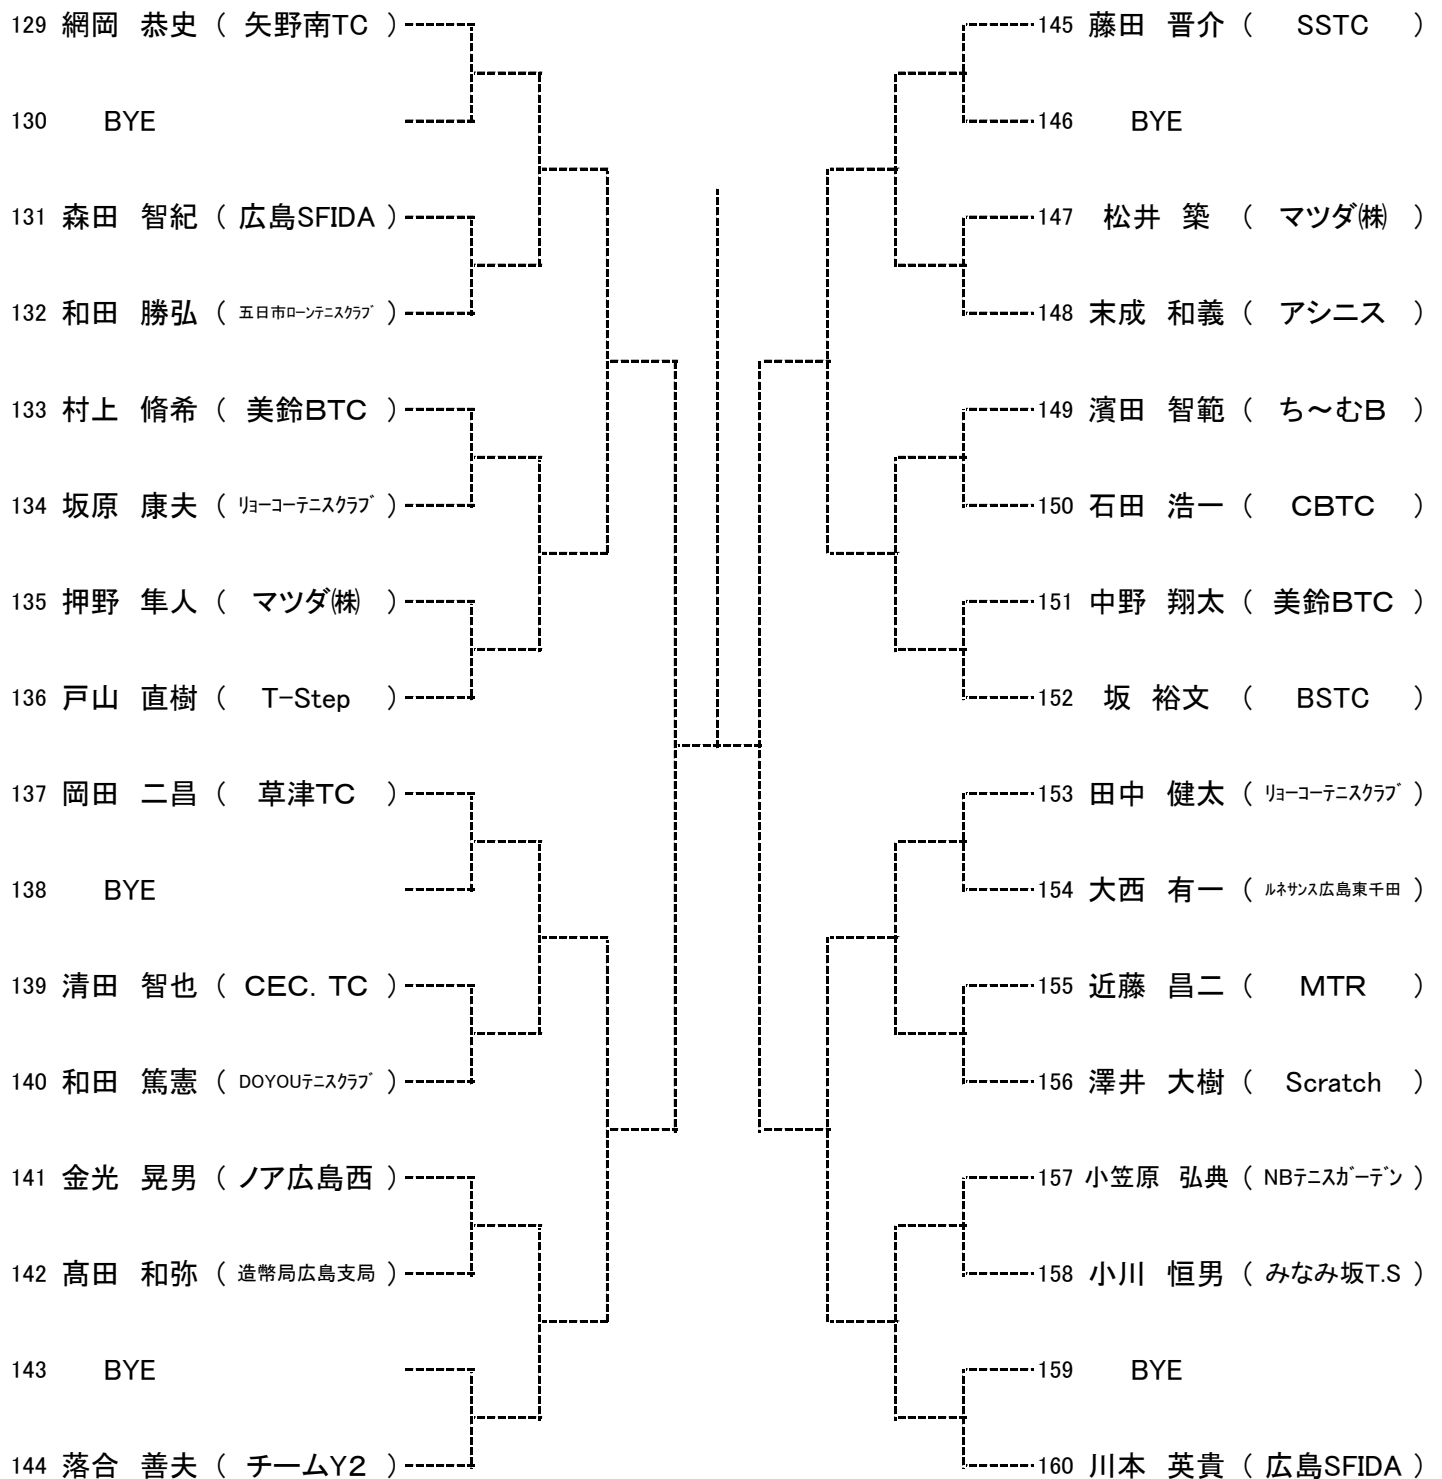 129 網岡 恭史 ( 矢野南TC )
130 BYE
131 森田 智紀 ( 広島SFIDA )
132 和田 勝弘 ( 五日市ローンテニスクラブ )
133 村上 脩希 ( 美鈴BTC )
134 坂原 康夫 ( リョーコーテニスクラブ )
135 押野 隼人 ( マツダ㈱ )
136 戸山 直樹 ( T-Step )
137 岡田 二昌 ( 草津TC )
138 BYE
139 清田 智也 ( CEC. TC )
140 和田 篤憲 ( DOYOUテニスクラブ )
141 金光 晃男 ( ノア広島西 )
142 髙田 和弥 ( 造幣局広島支局 )
143 BYE
144 落合 善夫 ( チームY2 )
145 藤田 晋介 ( SSTC )
146 BYE
147 松井 築 ( マツダ㈱ )
148 末成 和義 ( アシニス )
149 濱田 智範 ( ち～むB )
150 石田 浩一 ( CBTC )
151 中野 翔太 ( 美鈴BTC )
152 坂 裕文 ( BSTC )
153 田中 健太 ( リョーコーテニスクラブ )
154 大西 有一 ( ルネサンス広島東千田 )
155 近藤 昌二 ( MTR )
156 澤井 大樹 ( Scratch )
157 小笠原 弘典 ( NBテニスガーデン )
158 小川 恒男 ( みなみ坂T.S )
159 BYE
160 川本 英貴 ( 広島SFIDA )